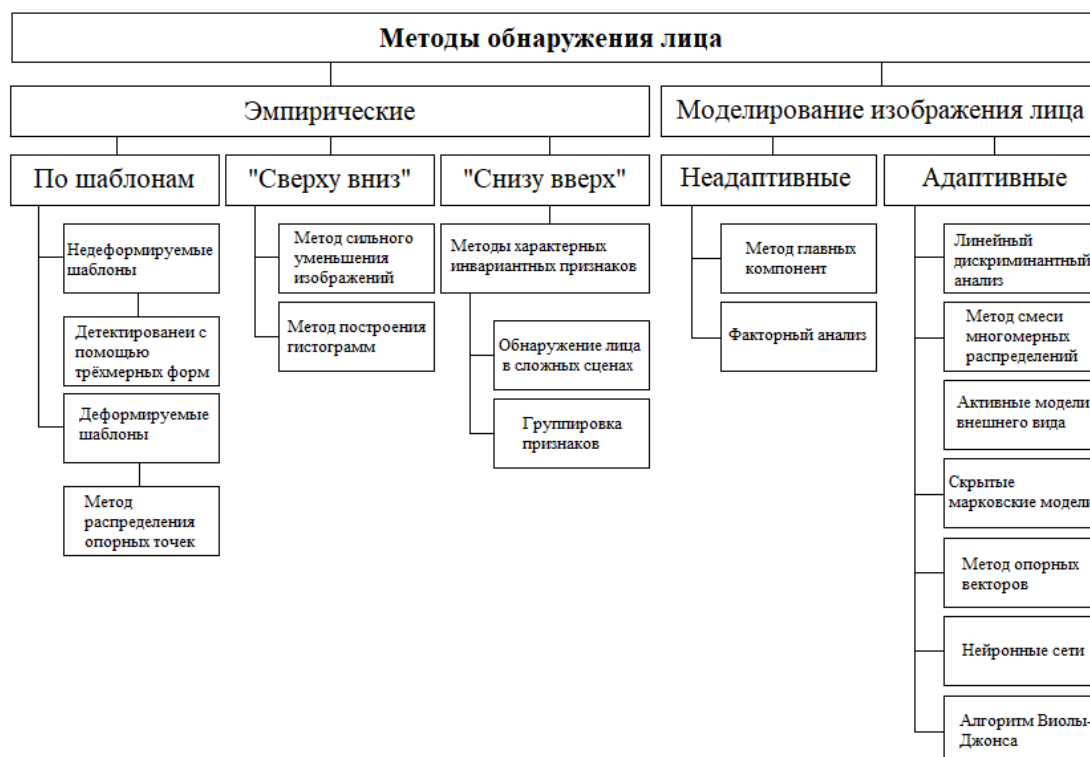 Методы обнаружения лица
Эмпирические
Моделирование изображения лица
По шаблонам
"Сверху вниз"
"Снизу вверх"
Неадаптивные
Адаптивные
Недеформируемые
шаблоны
Детектированеи с
помощью
трёхмерных форм
Деформируемые
шаблоны
Метод
распределения
опорных точек
Метод сильного
уменьшения
изображений
Метод построения
гистограмм
Методы характерных
инвариантных признаков
Обнаружение лица
в сложных сценах
Группировка
признаков
Метод главных
компонент
Факторный анализ
Линейный
дискриминантный
анализ
Метод смеси
многомерных
распределений
Активные модели
внешнего вида
Скрытые
марковские модели
Метод опорных
векторов
Нейронные сети
Алгоритм Виолы-
Джонса